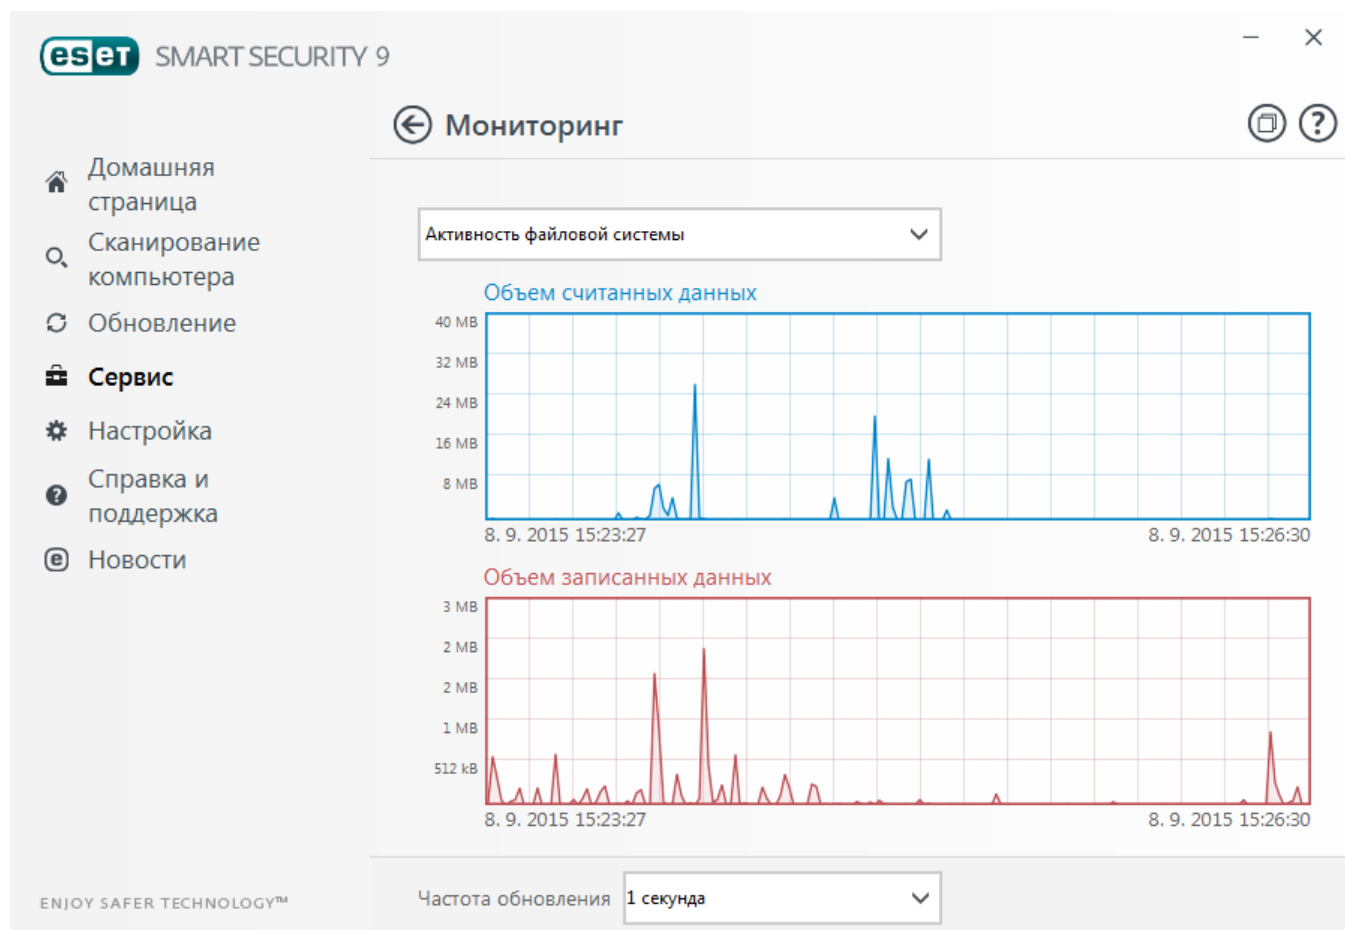 eset SMART SECURITY 9
Мониторинг
?
Домашняя
страница
Сканирование
компьютера
Обновление
Сервис
Настройка
?
Справка и
поддержка
e
Новости
Активность файловой системы
Объем считанных данных
40 MB
32 MB
24 MB
16 MB
8 MB
8. 9. 2015 15:23:27
8. 9. 2015 15:26:30
Объем записанных данных
3 MB
2 MB
2 MB
1 MB
512 kB
8. 9. 2015 15:23:27
8. 9. 2015 15:26:30
Частота обновления
1 секунда
ENJOY SAFER TECHNOLOGY™